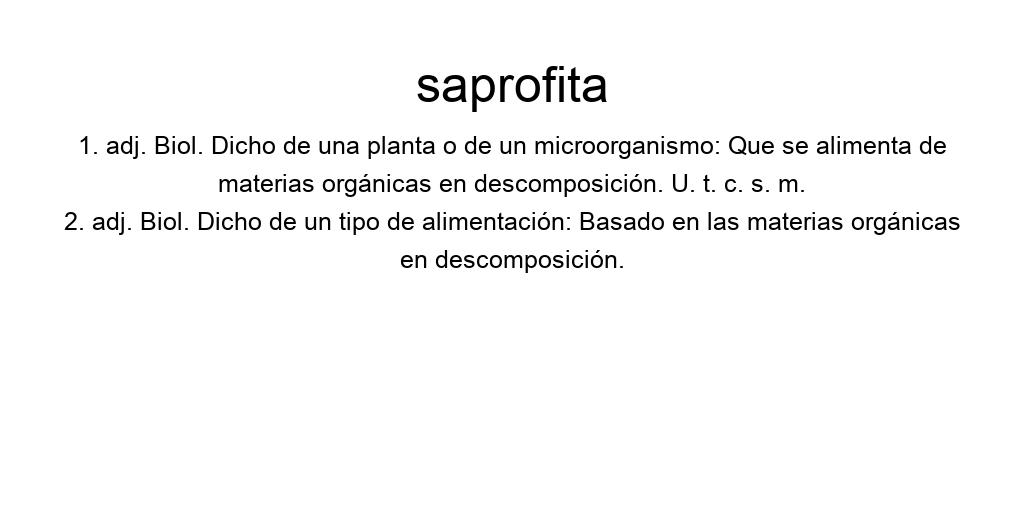 saprofita
1. adj. Biol. Dicho de una planta o de un microorganismo: Que se alimenta de
materias orgánicas en descomposición. U. t. c. s. m.
2. adj. Biol. Dicho de un tipo de alimentación: Basado en las materias orgánicas
en descomposición.